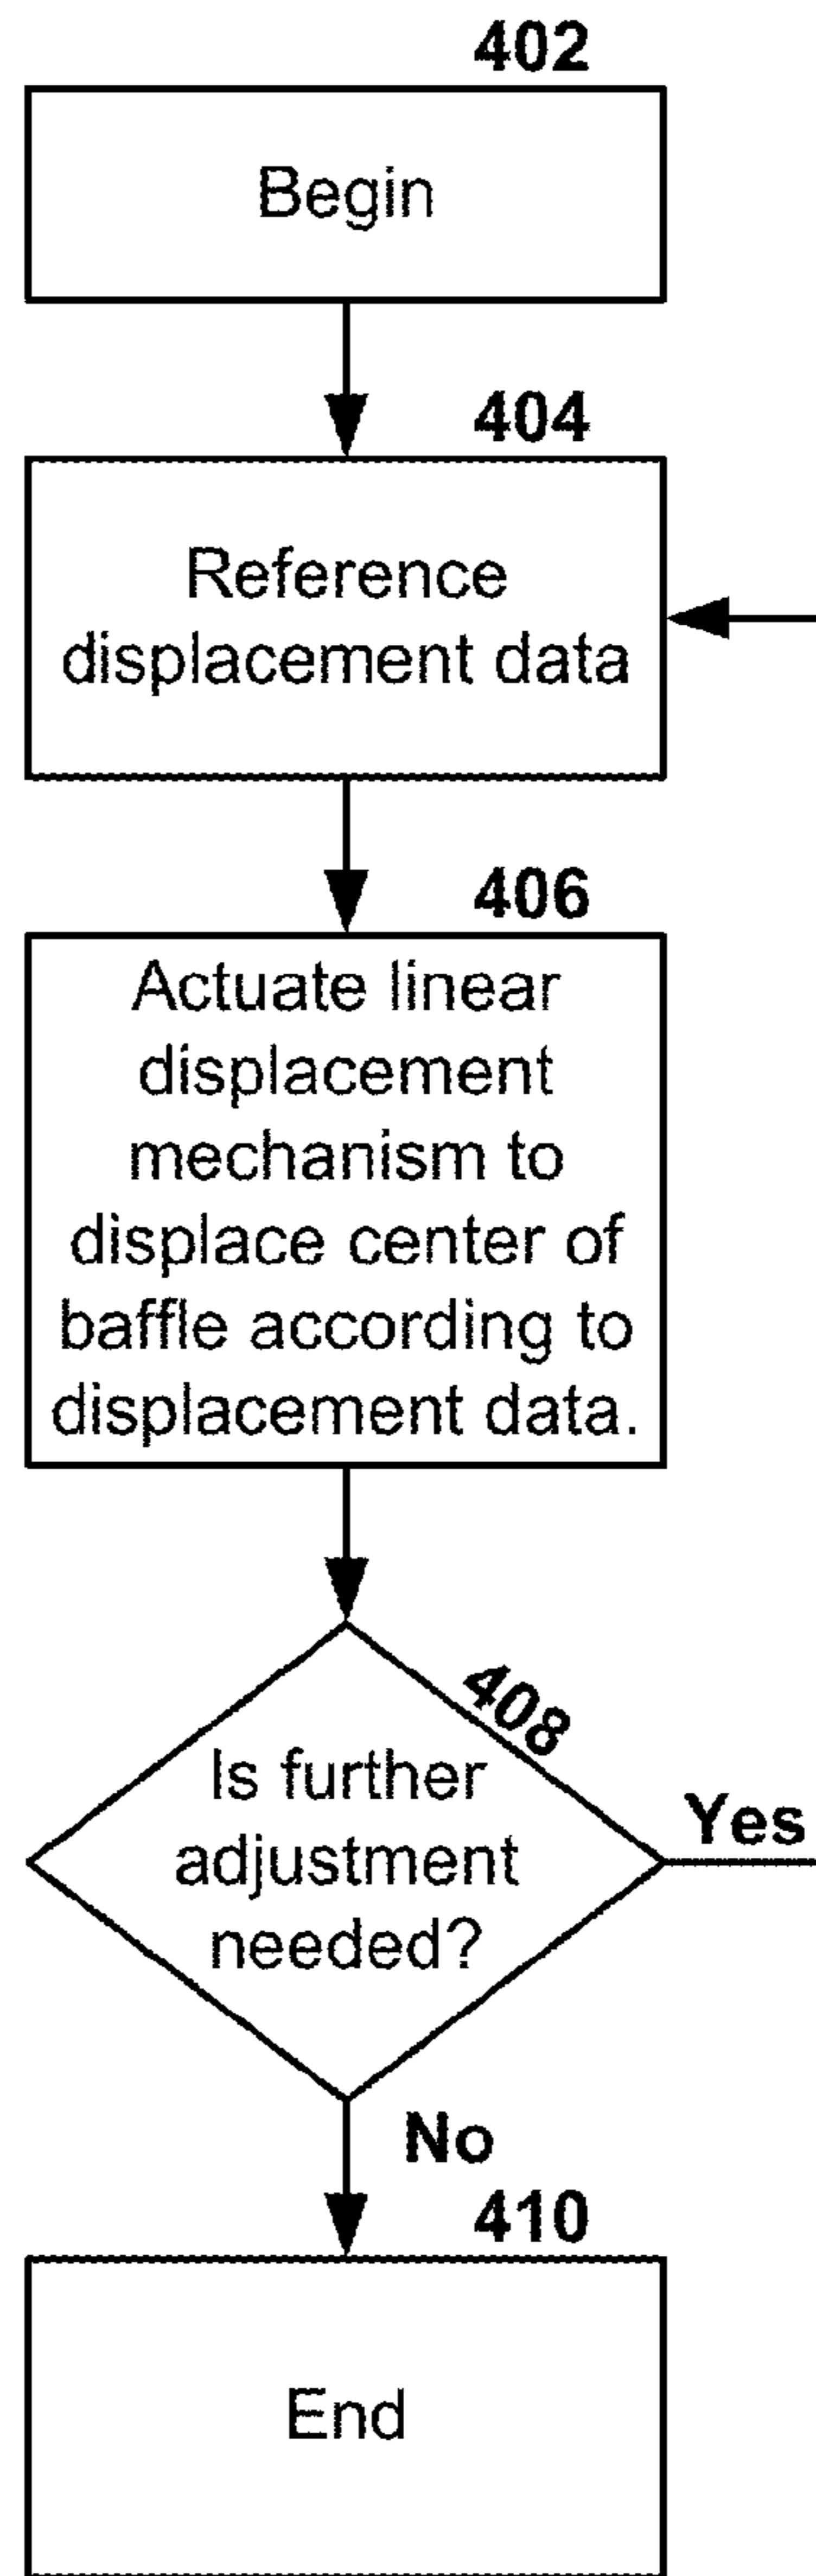 402
Begin
404
Reference
displacement data
406
Actuate linear
displacement
mechanism to
displace center of
baffle according to
displacement data.
408
Is further
adjustment
needed?
Yes
No
410
End